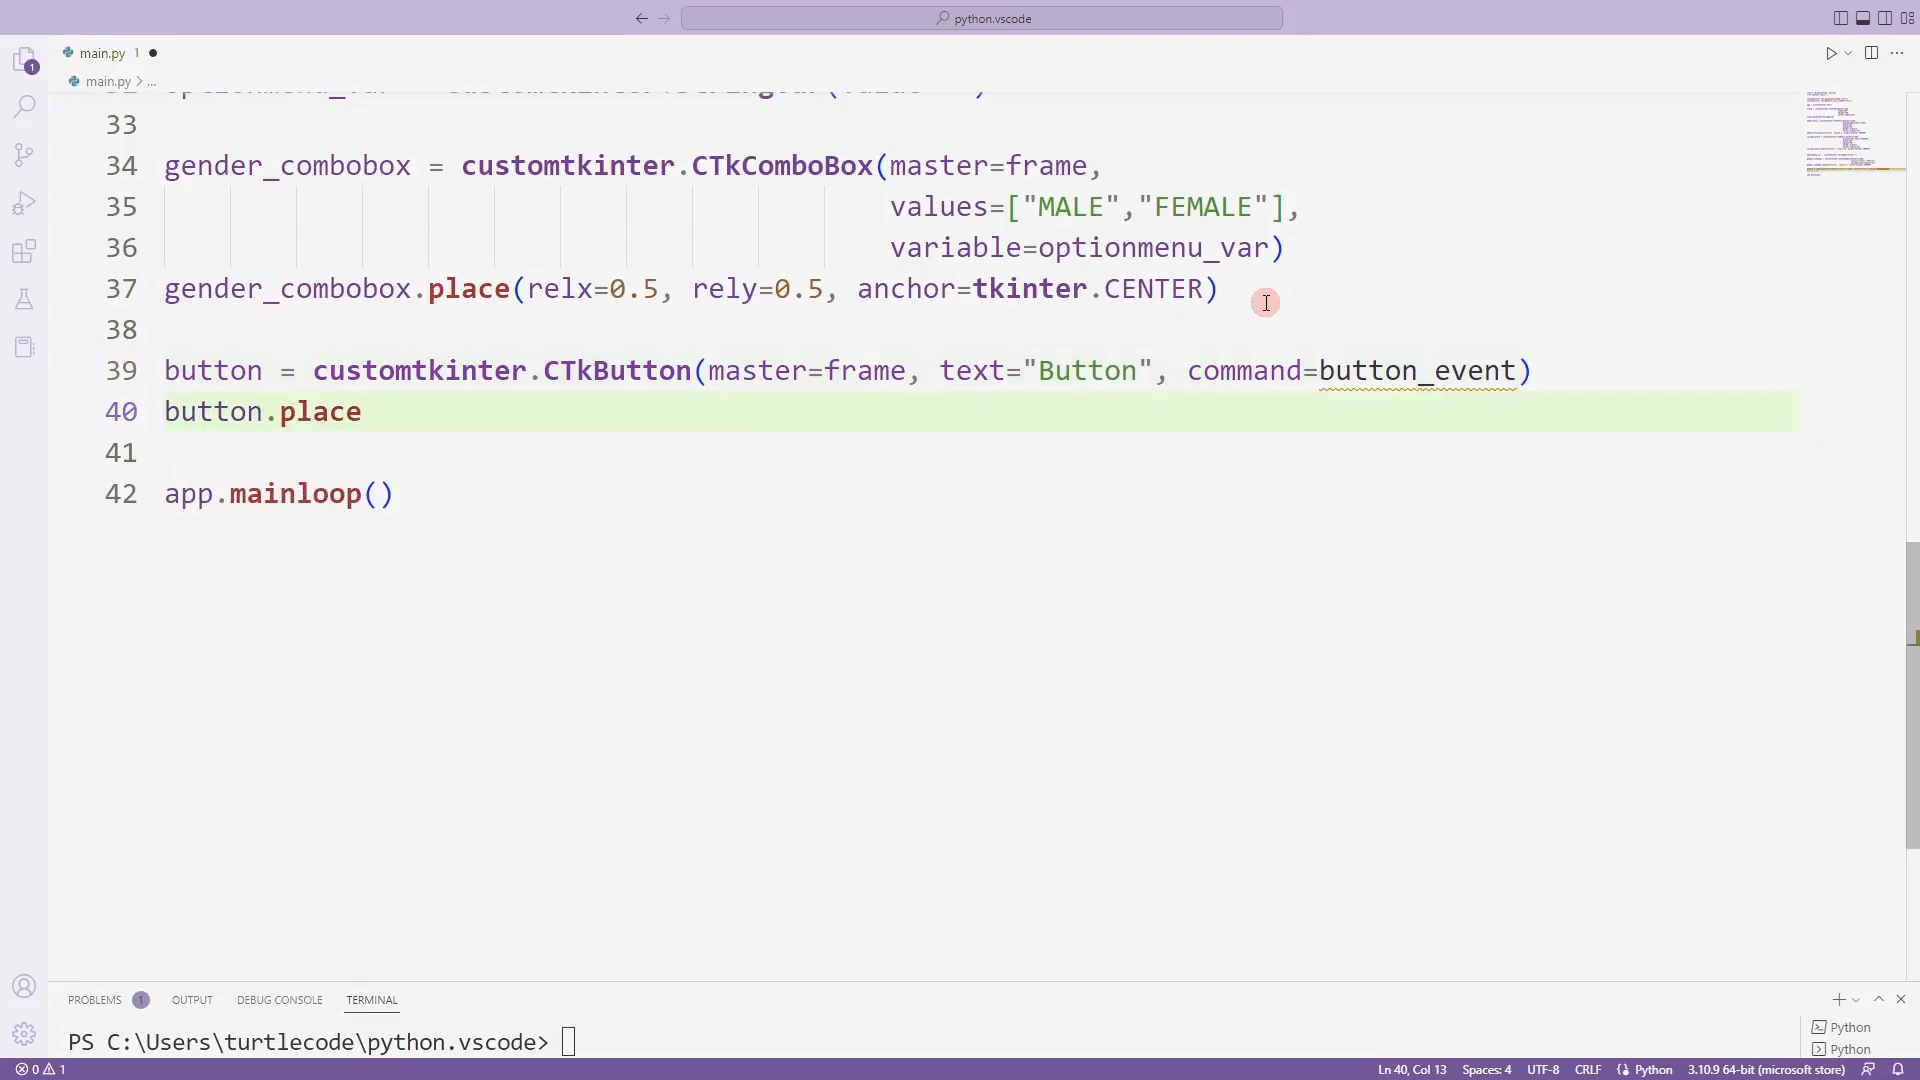 python.vscode
main.py 1
main.py > ...
33
34 gender_combobox = customtkinter.CTkComboBox(master=frame,
35 values=["MALE","FEMALE"],
36 variable=optionmenu_var)
37 gender_combobox.place(relx=0.5, rely=0.5, anchor=tkinter.CENTER)
38
39 button = customtkinter.CTkButton(master=frame, text="Button", command=button_event)
40 button.place
41
42 app.mainloop()
PROBLEMS 1 OUTPUT DEBUG CONSOLE TERMINAL
PS C:\Users\turtlecode\python.vscode>
Python
Python
0 1 Ln 40, Col 13 Spaces: 4 UTF-8 CRLF Python 3.10.9 64-bit (microsoft store)
1